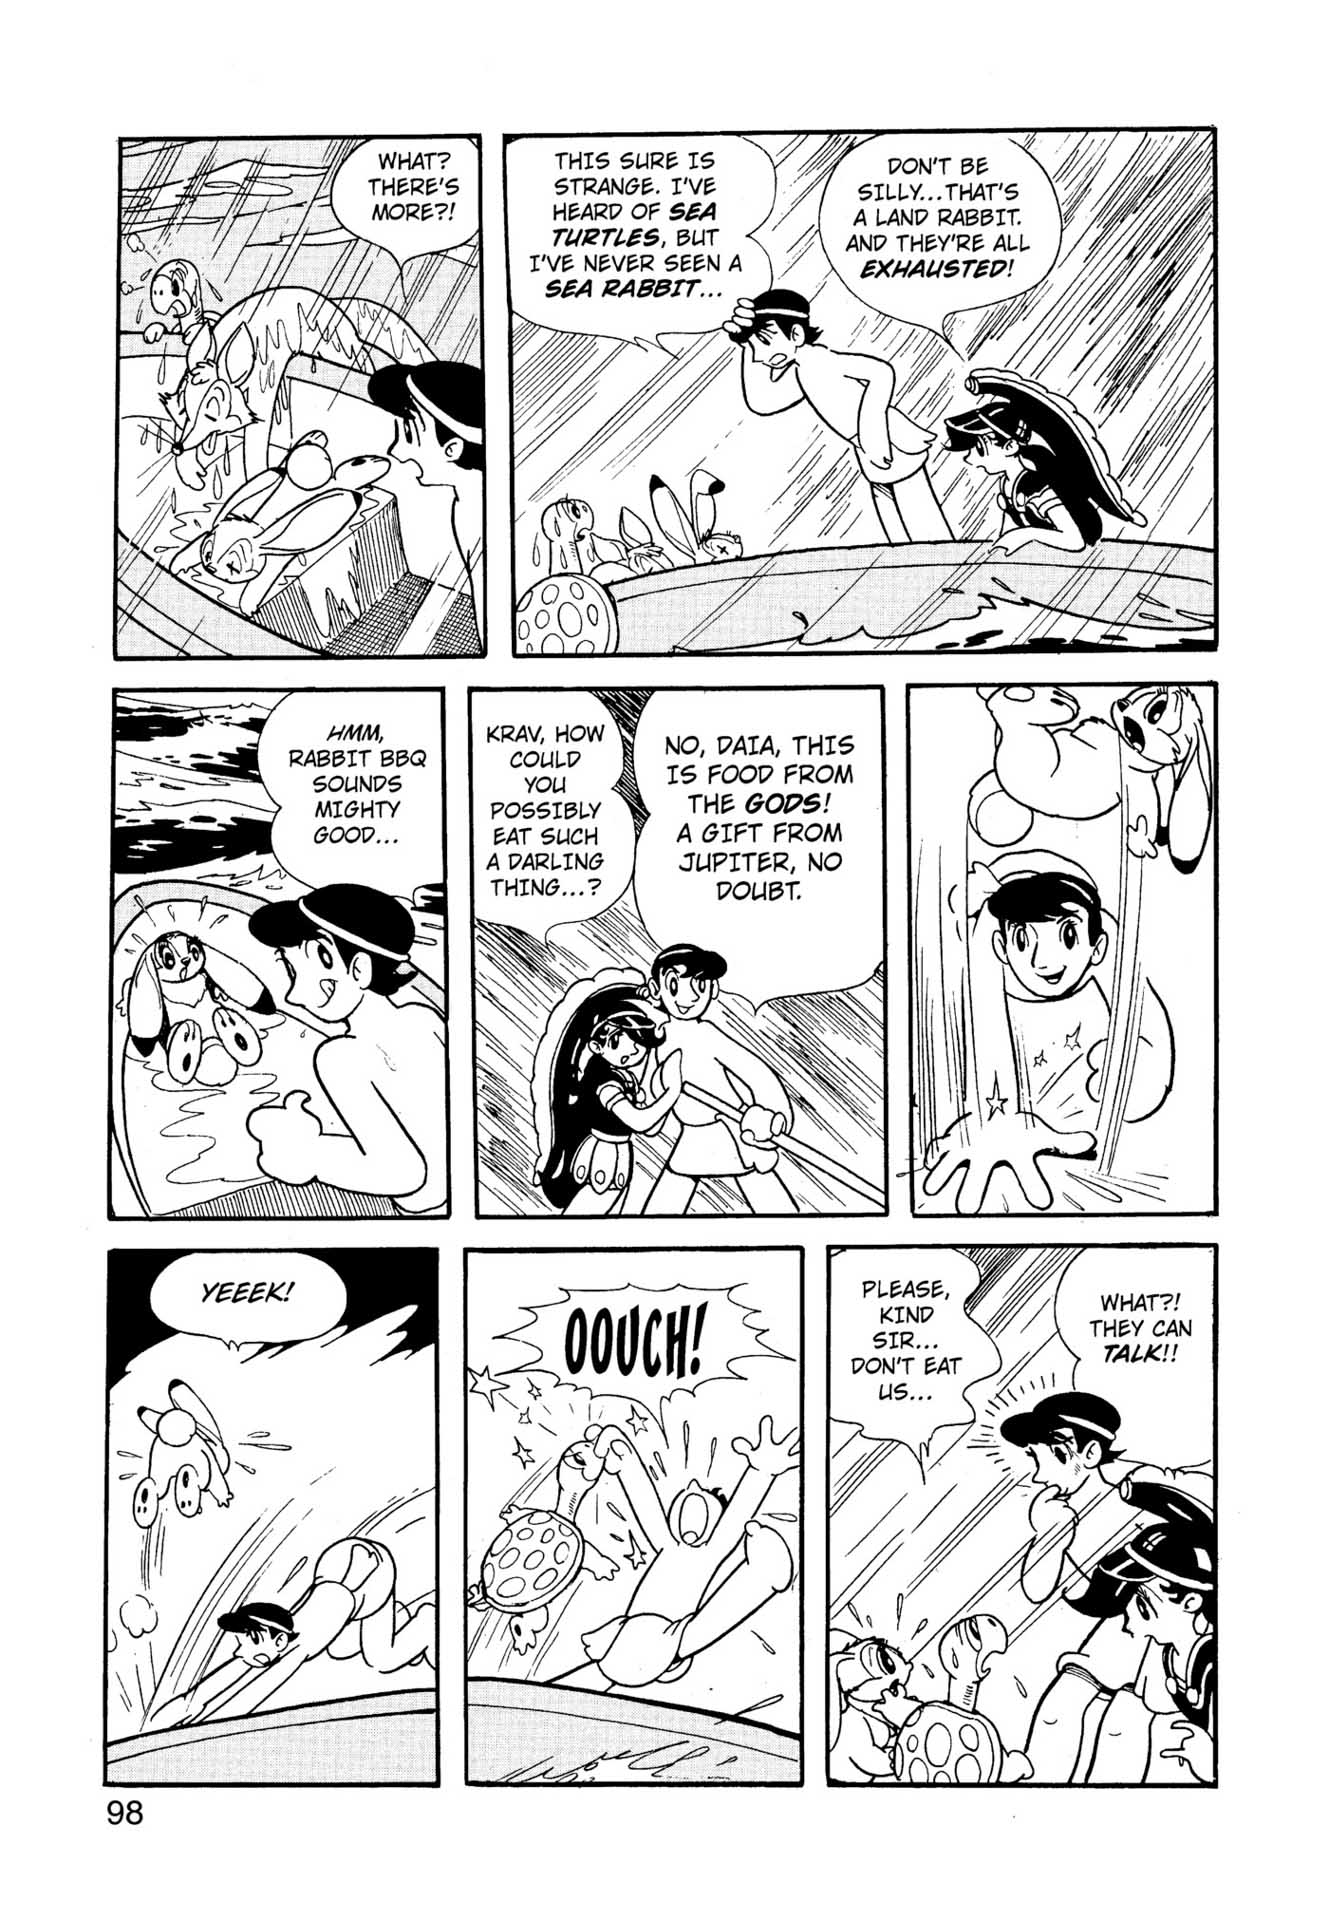 WHAT?
THERE'S
MORE?!
THIS SURE IS
STRANGE. I'VE
HEARD OF SEA
TURTLES, BUT
I'VE NEVER SEEN A
SEA RABBIT...
DON'T BE
SILLY...THAT'S
A LAND RABBIT.
AND THEY'RE ALL
EXHAUSTED!
HMM,
RABBIT BBQ
SOUNDS
MIGHTY
GOOD...
KRAV, HOW
COULD
YOU
POSSIBLY
EAT SUCH
A DARLING
THING...?
NO, DAIA, THIS
IS FOOD FROM
THE GODS!
A GIFT FROM
JUPITER, NO
DOUBT.
YEEEK!
OOUCH!
PLEASE,
KIND
SIR...
DON'T EAT
US...
WHAT?!
THEY CAN
TALK!!
98